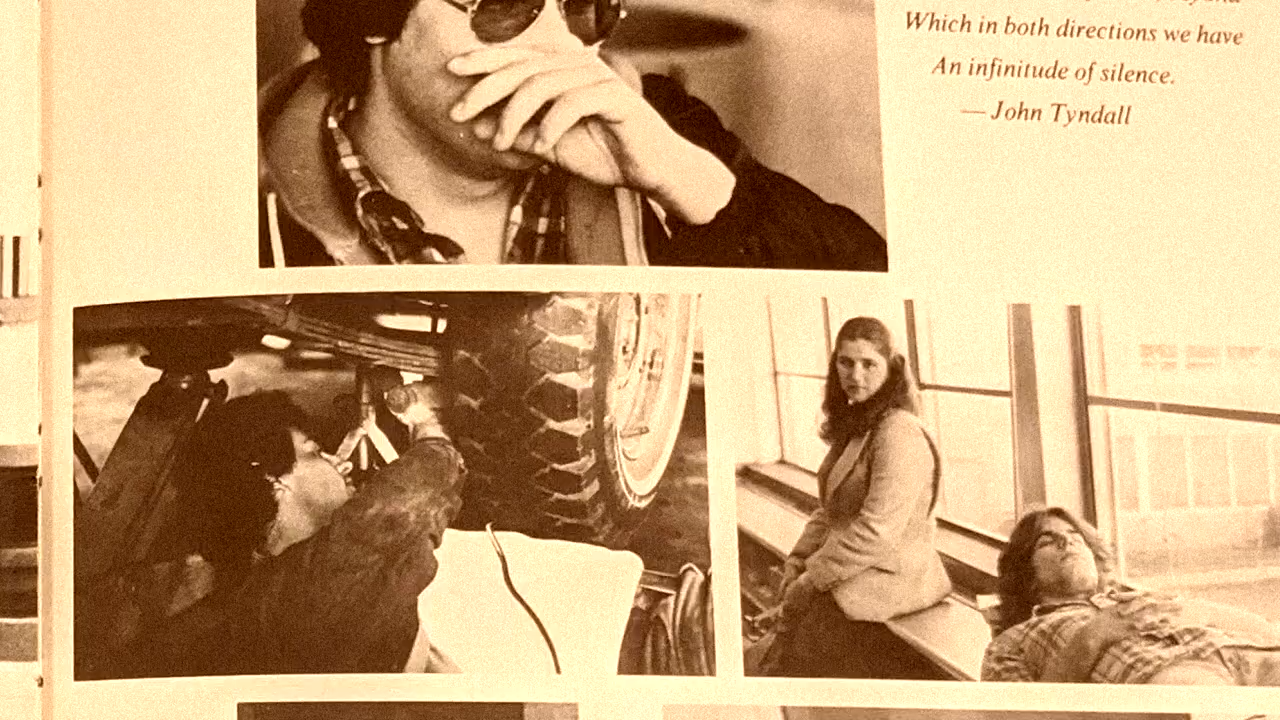 Which in both directions we have
An infinitude of silence.
— John Tyndall